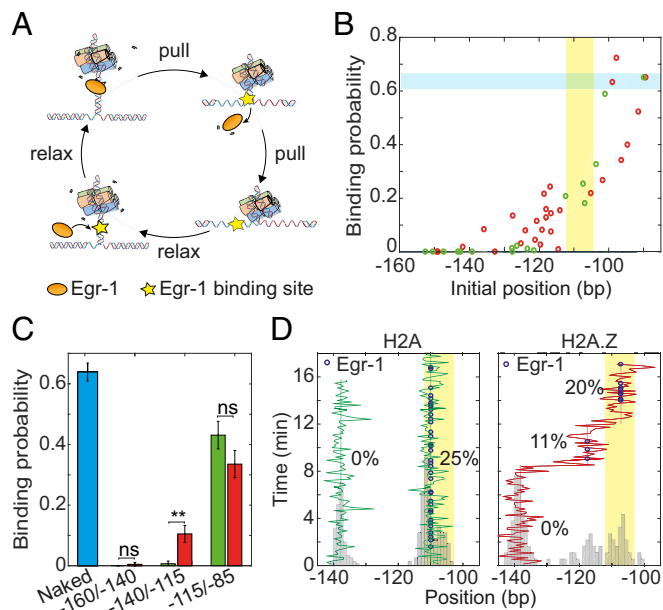 A
pull
pull
relax
relax
Egr-1
Egr-1 binding site
B
Binding probability
0.8
0.6
0.4
0.2
0
-160
-140
-120
-100
Initial position (bp)
C
Binding probability
0.6
0.4
0.2
0
ns
**
ns
Naked
-160/-140
-140/-115
-115/-85
D
H2A
H2A.Z
Time (min)
16
12
8
4
0
Egr-1
0%
25%
Egr-1
20%
11%
0%
-140
-120
-100
-140
-120
-100
Position (bp)